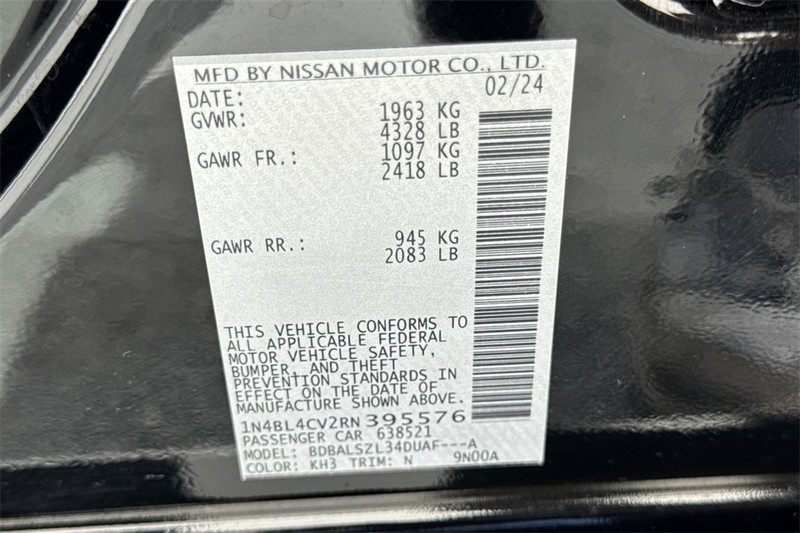 MFD BY NISSAN MOTOR CO., LTD.
DATE: 02/24
GVWR: 1963 KG
4328 LB
GAWR FR.: 1097 KG
2418 LB
GAWR RR.: 945 KG
2083 LB
THIS VEHICLE CONFORMS TO
ALL APPLICABLE FEDERAL
MOTOR VEHICLE SAFETY,
BUMPER, AND THEFT
PREVENTION STANDARDS IN
EFFECT ON THE DATE OF
MANUFACTURE SHOWN ABOVE.
1N4BL4CV2RN395576
PASSENGER CAR 638521
MODEL: BDBALSZL34DUAF---A
COLOR: KH3 TRIM: N 9N00A